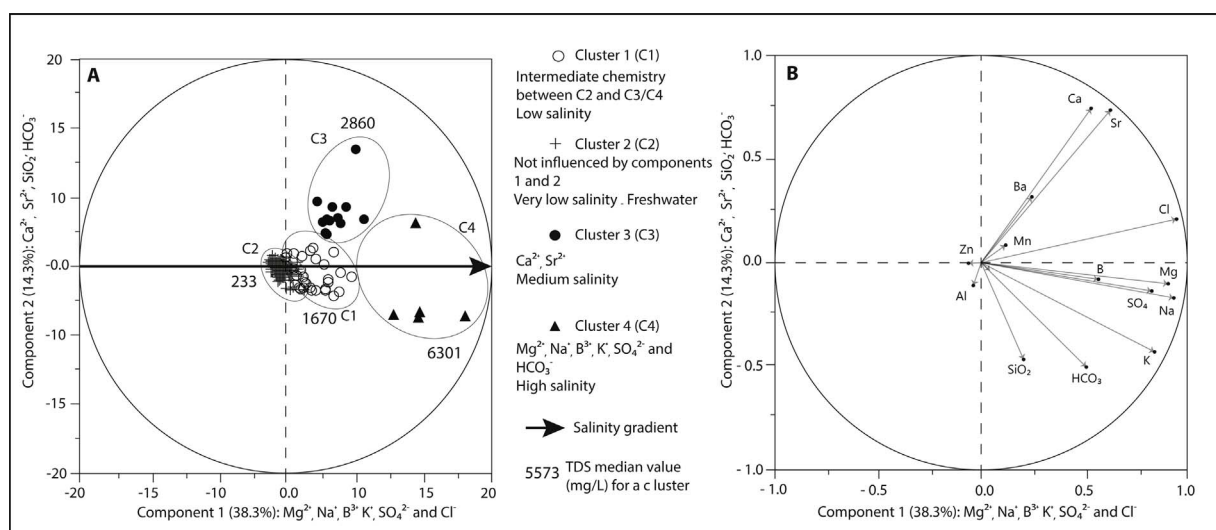 A
20
15
10
5
-0.0
-5
-10
-15
-20
-20
-15
-10
-5
0.0
5
10
15
20
Component 2 (14.3%): Ca²⁺, Sr²⁺, SiO₂, HCO₃⁻
Component 1 (38.3%): Mg²⁺, Na⁺, B³⁺ K⁺, SO₄²⁻ and Cl⁻
2860
C3
C4
C2
233
1670
C1
6301
Cluster 1 (C1)
Intermediate chemistry
between C2 and C3/C4
Low salinity
Cluster 2 (C2)
Not influenced by components
1 and 2
Very low salinity . Freshwater
Cluster 3 (C3)
Ca²⁺, Sr²⁺
Medium salinity
Cluster 4 (C4)
Mg²⁺, Na⁺, B³⁺, K⁺, SO₄²⁻ and
HCO₃⁻
High salinity
Salinity gradient
5573 TDS median value
(mg/L) for a c luster
B
1.0
0.5
0.0
-0.5
-1.0
-1.0
-0.5
0.0
0.5
1.0
Component 2 (14.3%): Ca²⁺, Sr²⁺, SiO₂, HCO₃⁻
Component 1 (38.3%): Mg²⁺, Na⁺, B³⁺ K⁺, SO₄²⁻ and Cl⁻
Ca
Sr
Ba
Cl
Mn
Zn
B
Mg
Al
SO₄
Na
K
SiO₂
HCO₃